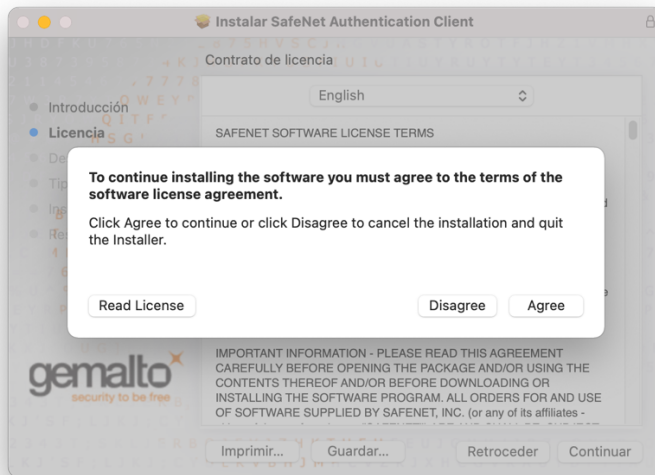 Instalar SafeNet Authentication Client
Contrato de licencia
English
Introducción
Licencia
SAFENET SOFTWARE LICENSE TERMS
To continue installing the software you must agree to the terms of the
software license agreement.
Click Agree to continue or click Disagree to cancel the installation and quit
the Installer.
Read License
Disagree
Agree
gemalto
security to be free
IMPORTANT INFORMATION - PLEASE READ THIS AGREEMENT
CAREFULLY BEFORE OPENING THE PACKAGE AND/OR USING THE
CONTENTS THEREOF AND/OR BEFORE DOWNLOADING OR
INSTALLING THE SOFTWARE PROGRAM. ALL ORDERS FOR AND USE
OF SOFTWARE SUPPLIED BY SAFENET, INC. (or any of its affiliates -
Imprimir...
Guardar...
Retroceder
Continuar